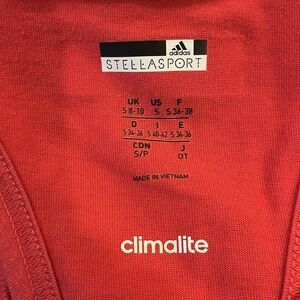 adidas
STELLASPORT
UK US F
S 8-10 S S 36-38
D I E
S 34-36 S 40-42 S 34-36
CDN J
S/P OT
MADE IN VIETNAM
climalite